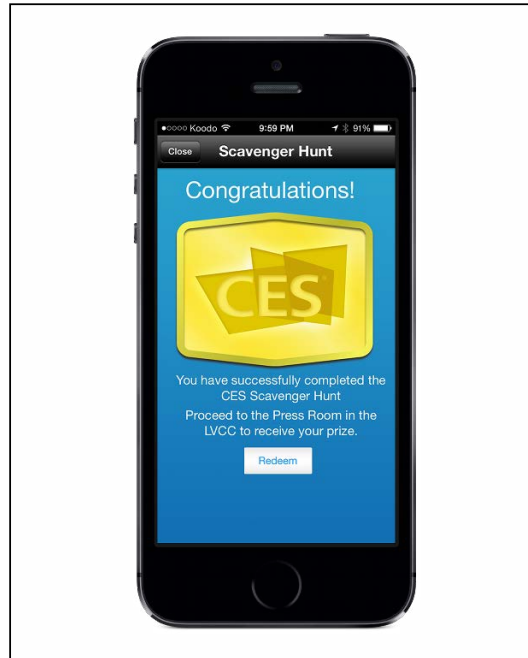 Koodo 9:59 PM 91%
Close Scavenger Hunt
Congratulations!
CES
You have successfully completed the
CES Scavenger Hunt
Proceed to the Press Room in the
LVCC to receive your prize.
Redeem